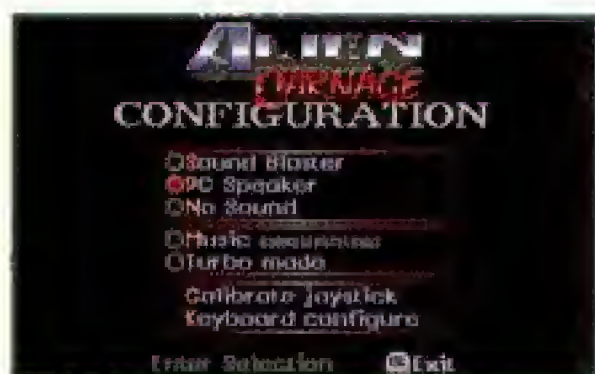 ALIEN
CARNAGE
CONFIGURATION
Sound Blaster
PC Speaker
No Sound
Music
Turbo mode
Calibrate joystick
Keyboard configure
Enter Selection Exit